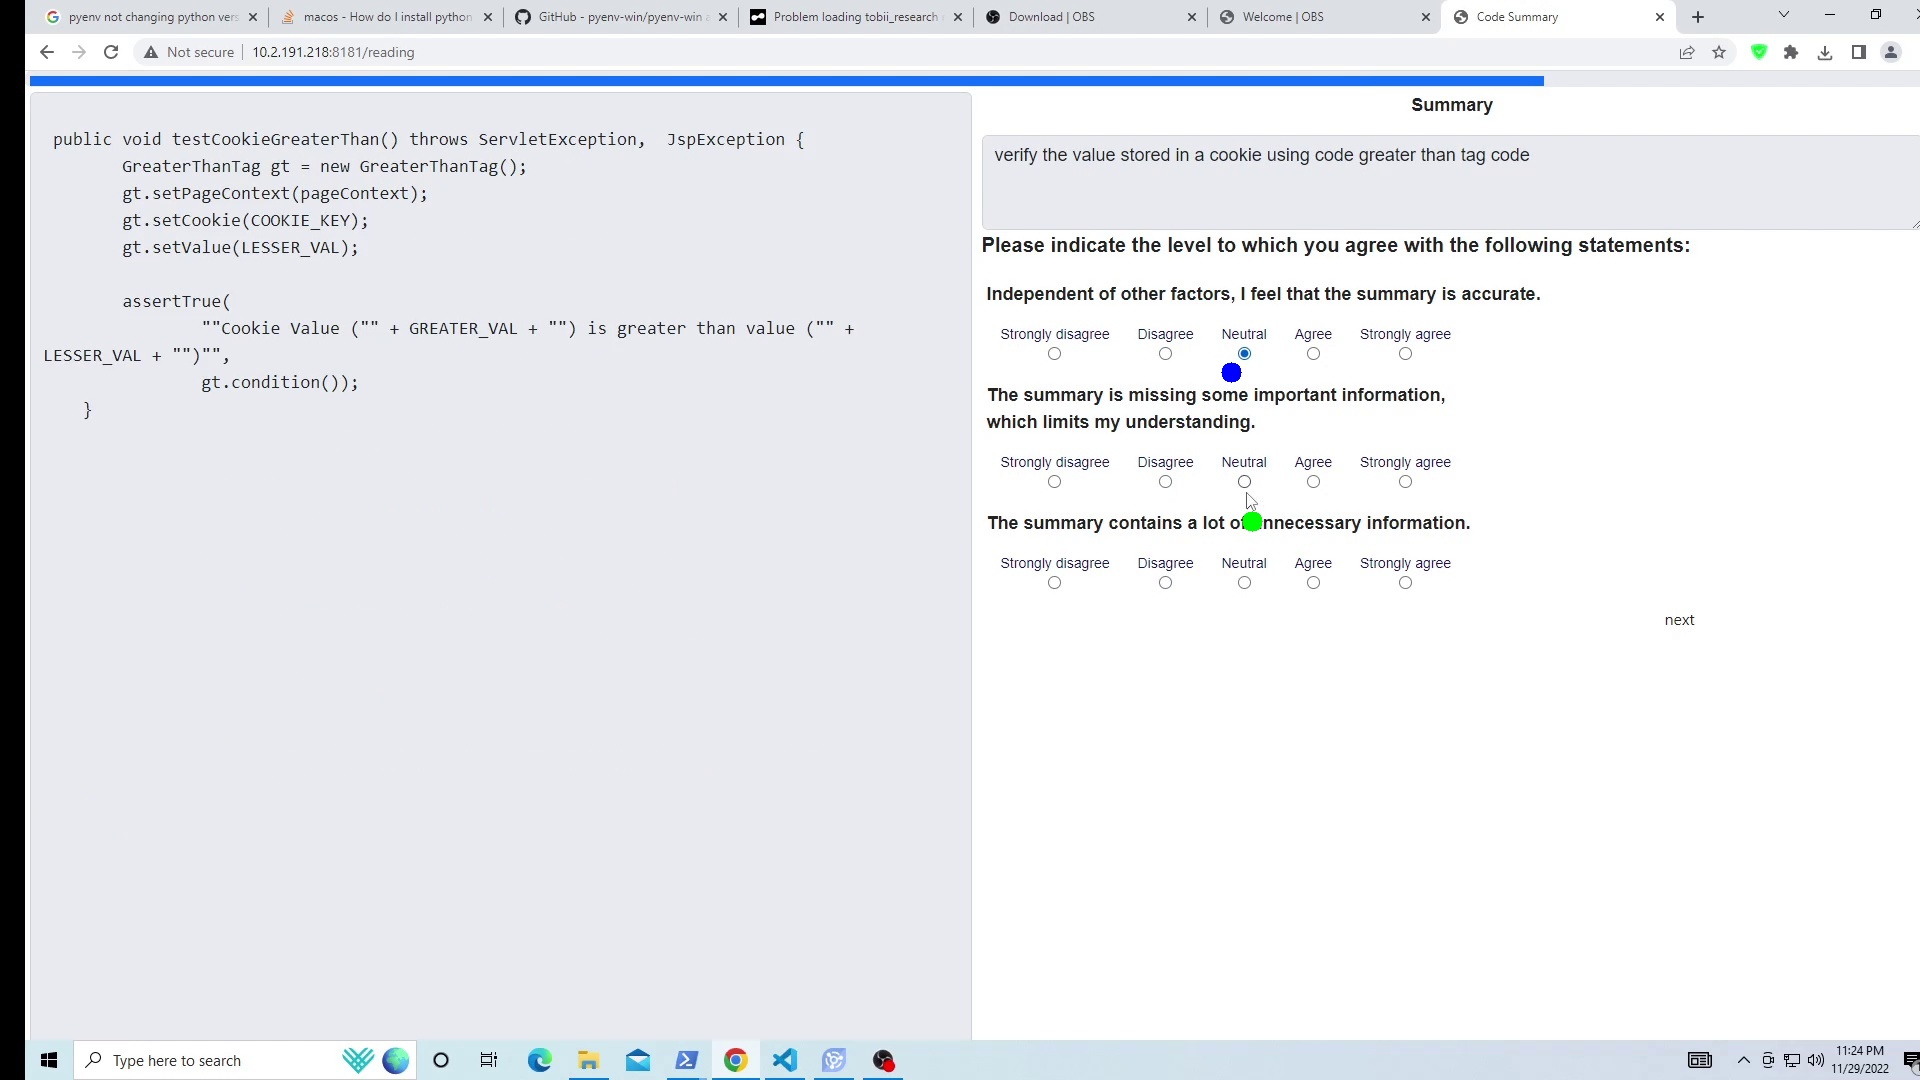 pyenv not changing python vers
macos - How do I install python
GitHub - pyenv-win/pyenv-win
Problem loading tobii_research
Download | OBS
Welcome | OBS
Code Summary
Not secure
10.2.191.218:8181/reading
public void testCookieGreaterThan() throws ServletException,  JspException {
GreaterThanTag gt = new GreaterThanTag();
gt.setPageContext(pageContext);
gt.setCookie(COOKIE_KEY);
gt.setValue(LESSER_VAL);
assertTrue(
""Cookie Value ("" + GREATER_VAL + "") is greater than value ("" +
LESSER_VAL + "")"",
gt.condition());
}
Summary
verify the value stored in a cookie using code greater than tag code
Please indicate the level to which you agree with the following statements:
Independent of other factors, I feel that the summary is accurate.
Strongly disagree Disagree Neutral Agree Strongly agree
The summary is missing some important information,
which limits my understanding.
Strongly disagree Disagree Neutral Agree Strongly agree
The summary contains a lot of nnecessary information.
Strongly disagree Disagree Neutral Agree Strongly agree
next
Type here to search
11:24 PM
11/29/2022